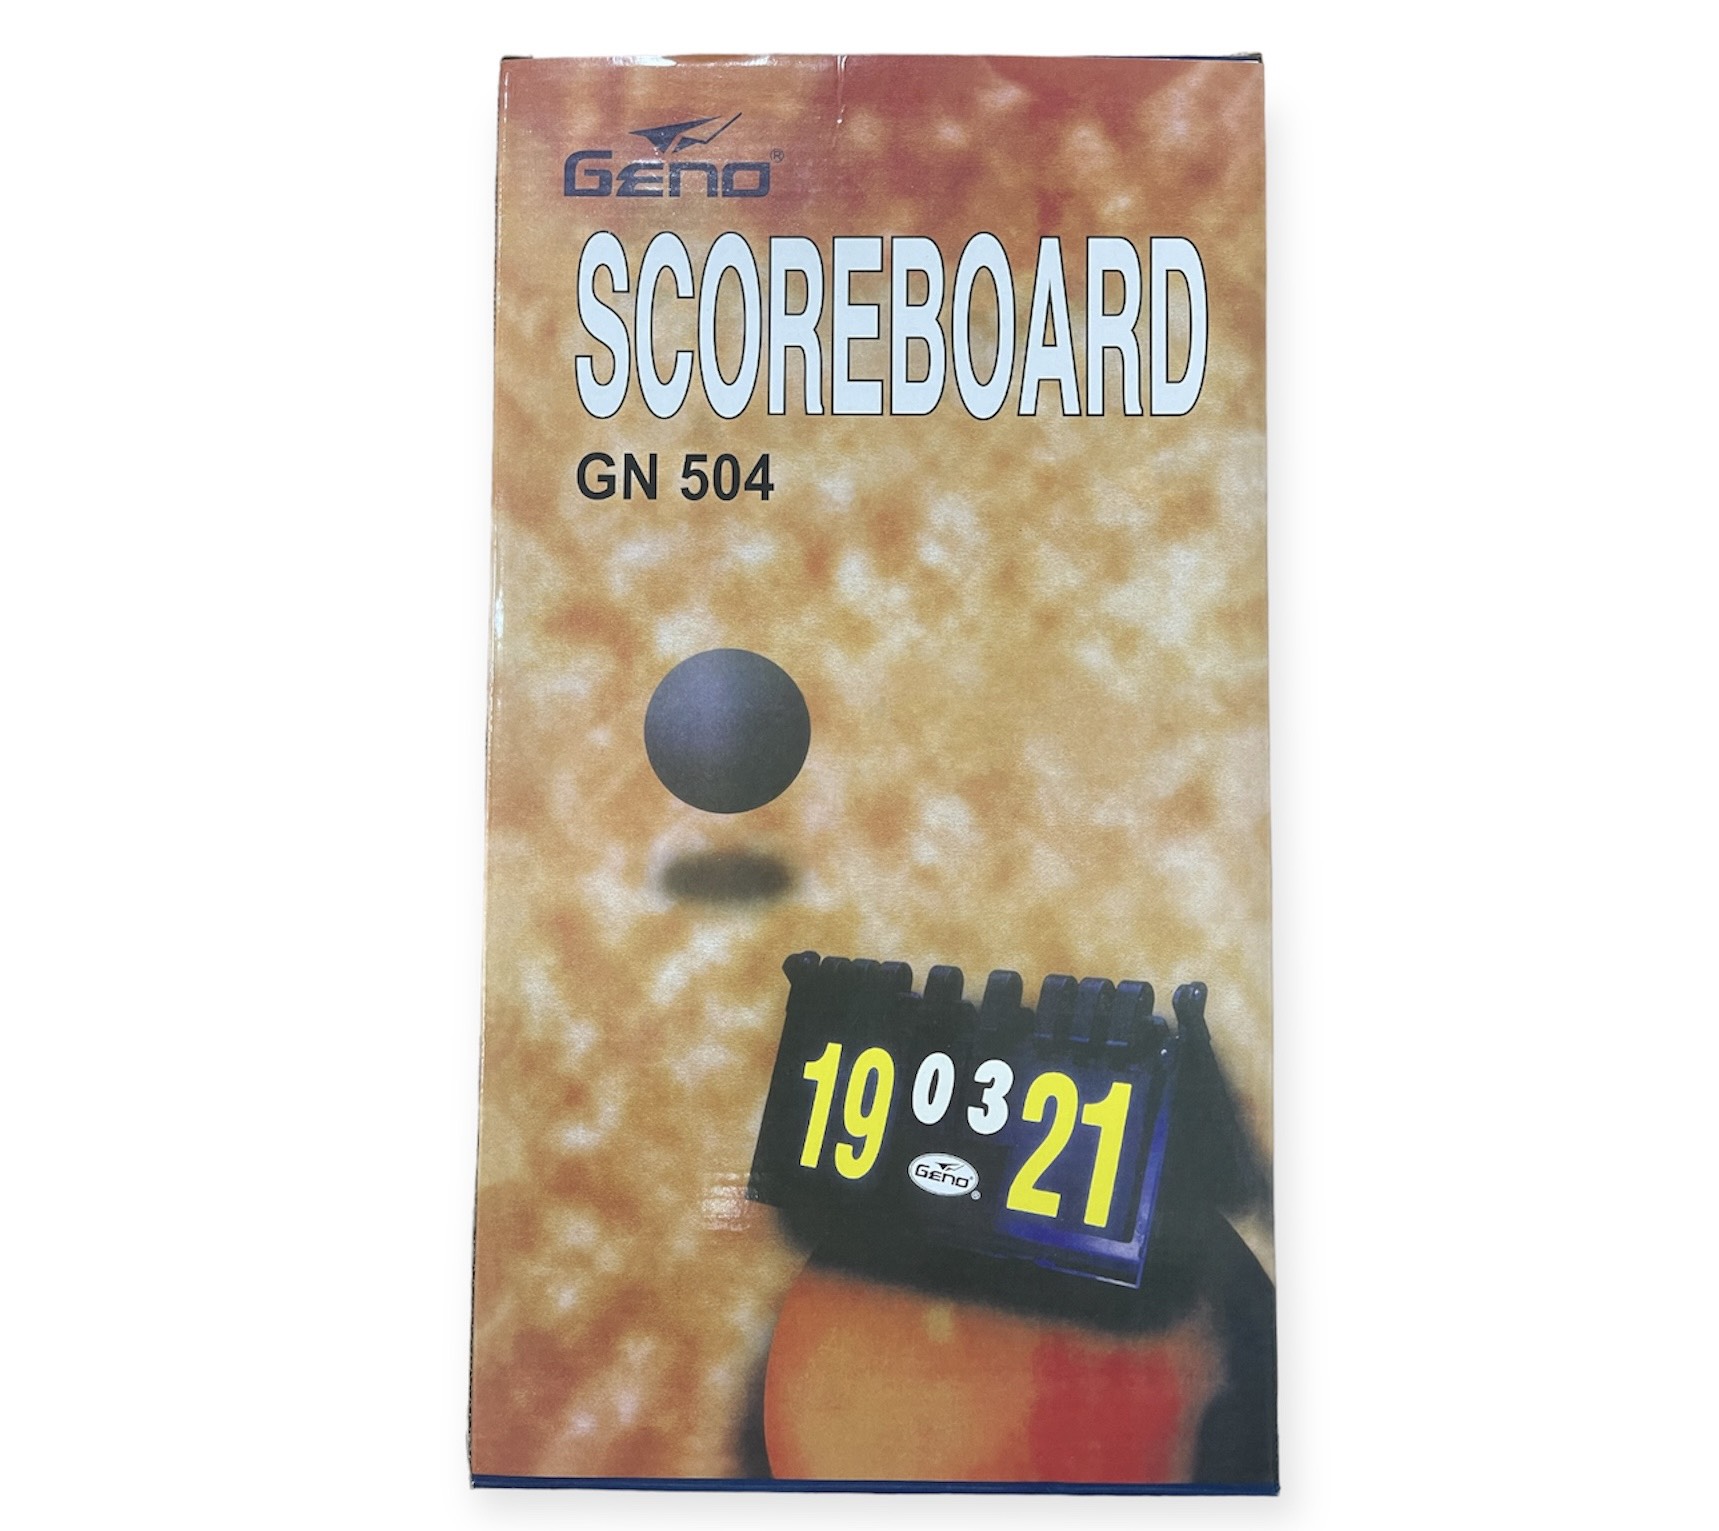 GENO®
SCOREBOARD
GN 504
19 0 3 21
GENO®